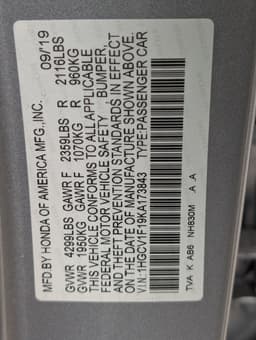 MFD.BY HONDA OF AMERICA MFG.,INC. 09/19
GVWR 4299LBS GAWR F 2359LBS R 2116LBS
GVWR 1950KG GAWR F 1070KG R 960KG
THIS VEHICLE CONFORMS TO ALL APPLICABLE
FEDERAL MOTOR VEHICLE SAFETY , BUMPER,
AND THEFT PREVENTION STANDARDS IN EFFECT
ON THE DATE OF MANUFACTURE SHOWN ABOVE.
V.I.N:1HGCV1F19KA173843 TYPE:PASSENGER CAR
TVA K AB6 NH830M A A